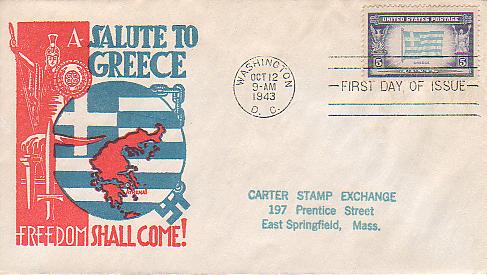 A SALUTE TO
GREECE
FREEDOM SHALL COME!
WASHINGTON
OCT 12
9-AM
1943
D. C.
UNITED STATES POSTAGE
5 5
GREECE
FIRST DAY OF ISSUE
CARTER STAMP EXCHANGE
197 Prentice Street
East Springfield, Mass.